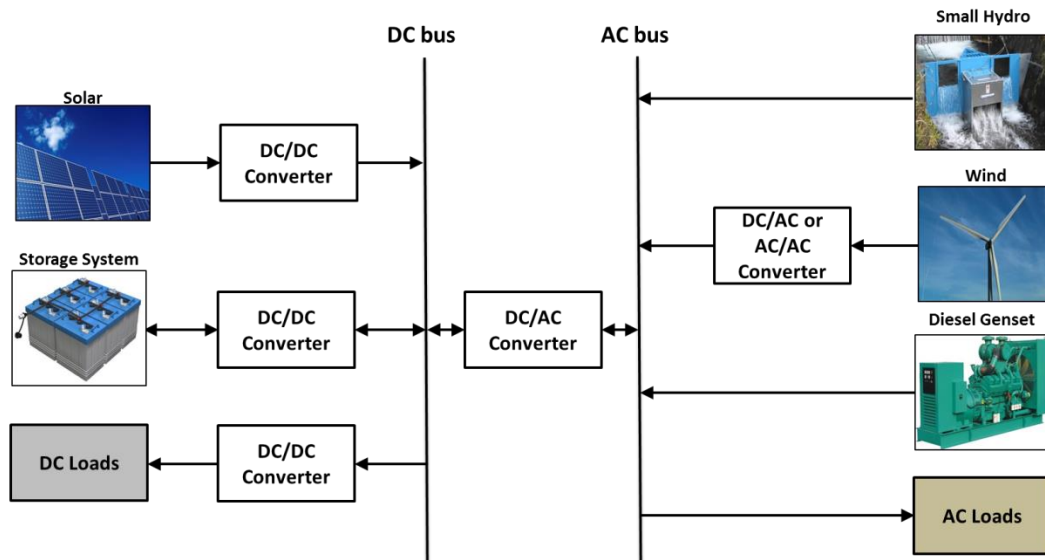 Small Hydro
DC bus
AC bus
Solar
DC/DC
Converter
Wind
DC/AC or
AC/AC
Converter
Storage System
DC/DC
Converter
DC/AC
Converter
Diesel Genset
DC Loads
DC/DC
Converter
AC Loads